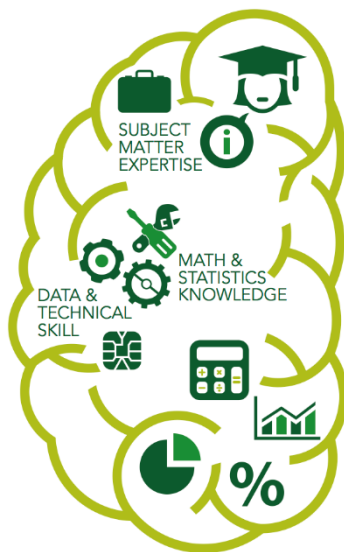 SUBJECT
MATTER
EXPERTISE
i
MATH &
STATISTICS
KNOWLEDGE
DATA &
TECHNICAL
SKILL
+ ×
- ÷ =
%